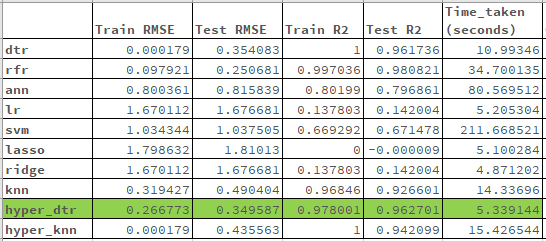 Train RMSE Test RMSE Train R2 Test R2 Time_taken (seconds)
dtr 0.000179 0.354083 1 0.961736 10.99346
rfr 0.097921 0.250681 0.997036 0.980821 34.700135
ann 0.800361 0.815839 0.80199 0.796861 80.569512
lr 1.670112 1.676681 0.137803 0.142004 5.205304
svm 1.034344 1.037505 0.669292 0.671478 211.668521
lasso 1.798632 1.81013 0 -0.000009 5.100284
ridge 1.670112 1.676681 0.137803 0.142004 4.871202
knn 0.319427 0.490404 0.96846 0.926601 14.33696
hyper_dtr 0.266773 0.349587 0.978001 0.962701 5.339144
hyper_knn 0.000179 0.435563 1 0.942099 15.426544